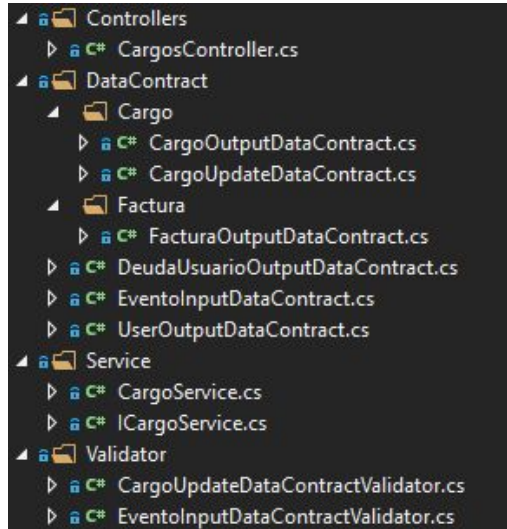 Controllers
C# CargosController.cs
DataContract
Cargo
C# CargoOutputDataContract.cs
C# CargoUpdateDataContract.cs
Factura
C# FacturaOutputDataContract.cs
C# DeudaUsuarioOutputDataContract.cs
C# EventoInputDataContract.cs
C# UserOutputDataContract.cs
Service
C# CargoService.cs
C# ICargoService.cs
Validator
C# CargoUpdateDataContractValidator.cs
C# EventoInputDataContractValidator.cs